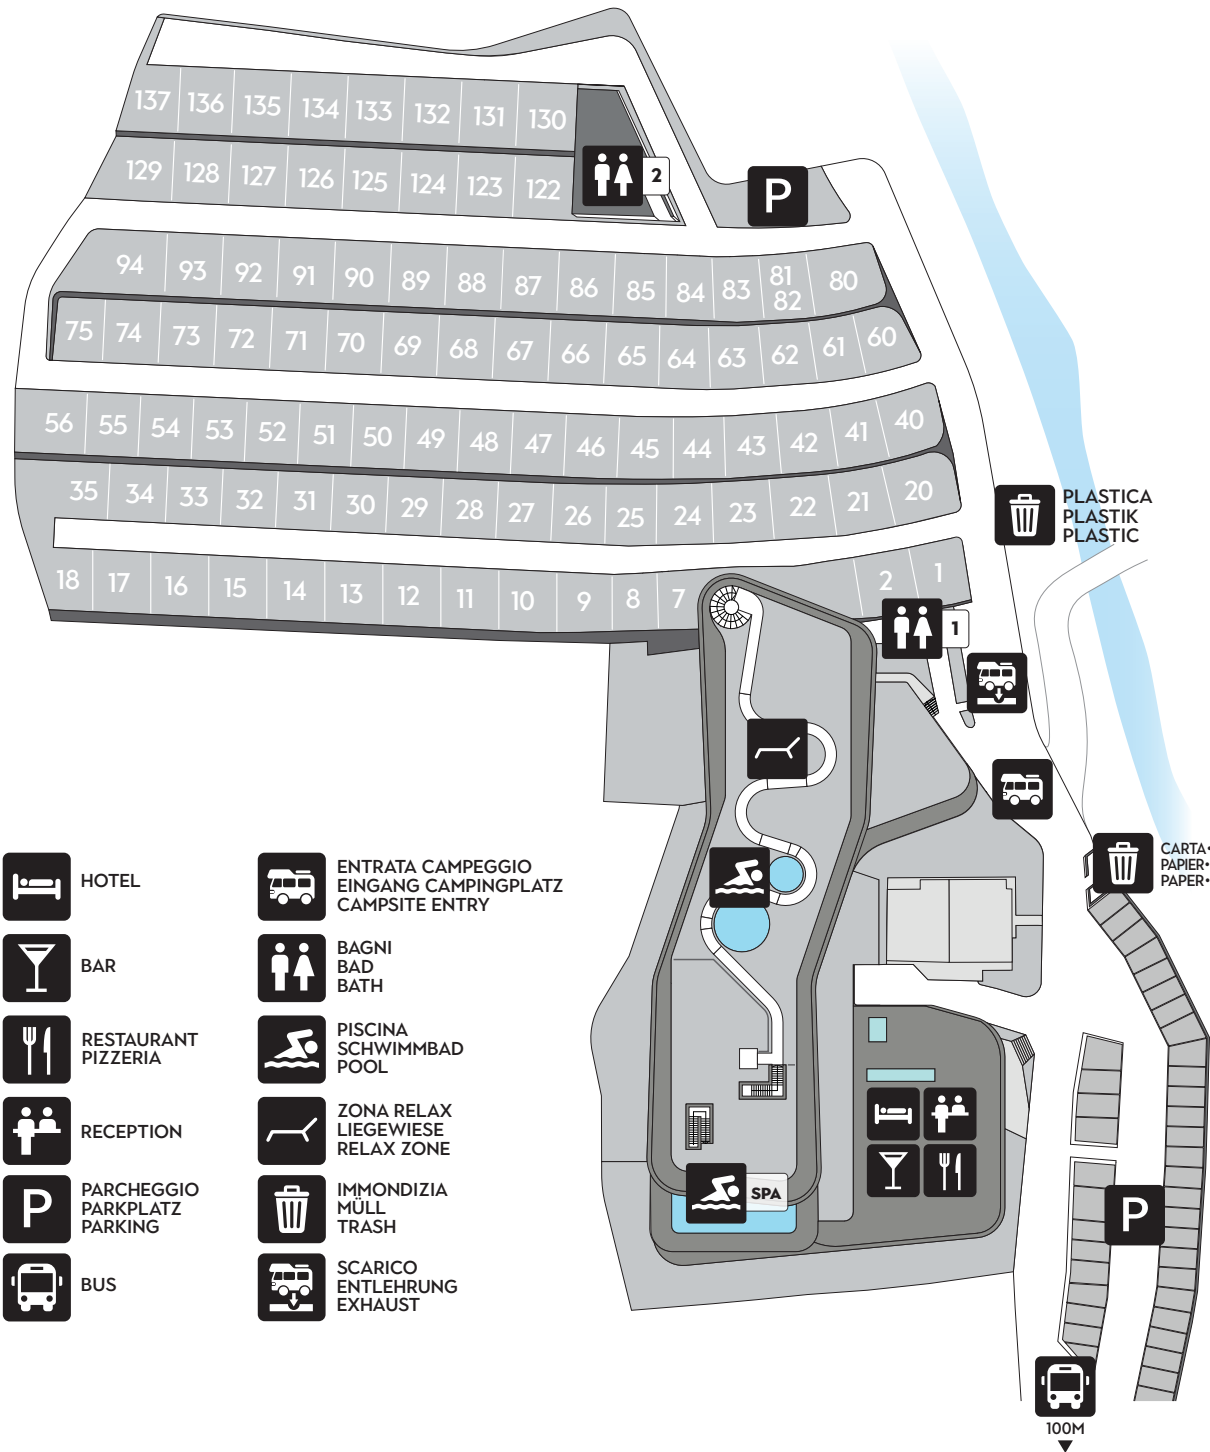 137 136 135 134 133 132 131 130
129 128 127 126 125 124 123 122
2
P
94 93 92 91 90 89 88 87 86 85 84 83 81 80
82
75 74 73 72 71 70 69 68 67 66 65 64 63 62 61 60
56 55 54 53 52 51 50 49 48 47 46 45 44 43 42 41 40
35 34 33 32 31 30 29 28 27 26 25 24 23 22 21 20
PLASTICA
PLASTIK
PLASTIC
18 17 16 15 14 13 12 11 10 9 8 7 2 1
1
CARTA•
PAPIER•
PAPER•
HOTEL
BAR
RESTAURANT
PIZZERIA
RECEPTION
P
PARCHEGGIO
PARKPLATZ
PARKING
BUS
ENTRATA CAMPEGGIO
EINGANG CAMPINGPLATZ
CAMPSITE ENTRY
BAGNI
BAD
BATH
PISCINA
SCHWIMMBAD
POOL
ZONA RELAX
LIEGEWIESE
RELAX ZONE
IMMONDIZIA
MÜLL
TRASH
SCARICO
ENTLEHRUNG
EXHAUST
SPA
P
100M